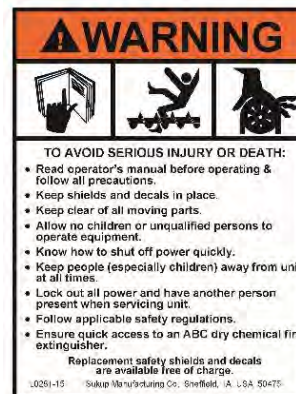 WARNING
TO AVOID SERIOUS INJURY OR DEATH:
• Read operator's manual before operating &
follow all precautions.
• Keep shields and decals in place.
• Keep clear of all moving parts.
• Allow no children or unqualified persons to
operate equipment.
• Know how to shut off power quickly.
• Keep people (especially children) away from uni
at all times.
• Lock out all power and have another person
present when servicing unit.
• Follow applicable safety regulations.
• Ensure quick access to an ABC dry chemical fir
extinguisher.
Replacement safety shields and decals
are available free of charge.
L0281-15 Sukup Manufacturing Co. Sheffield, IA. USA 50475